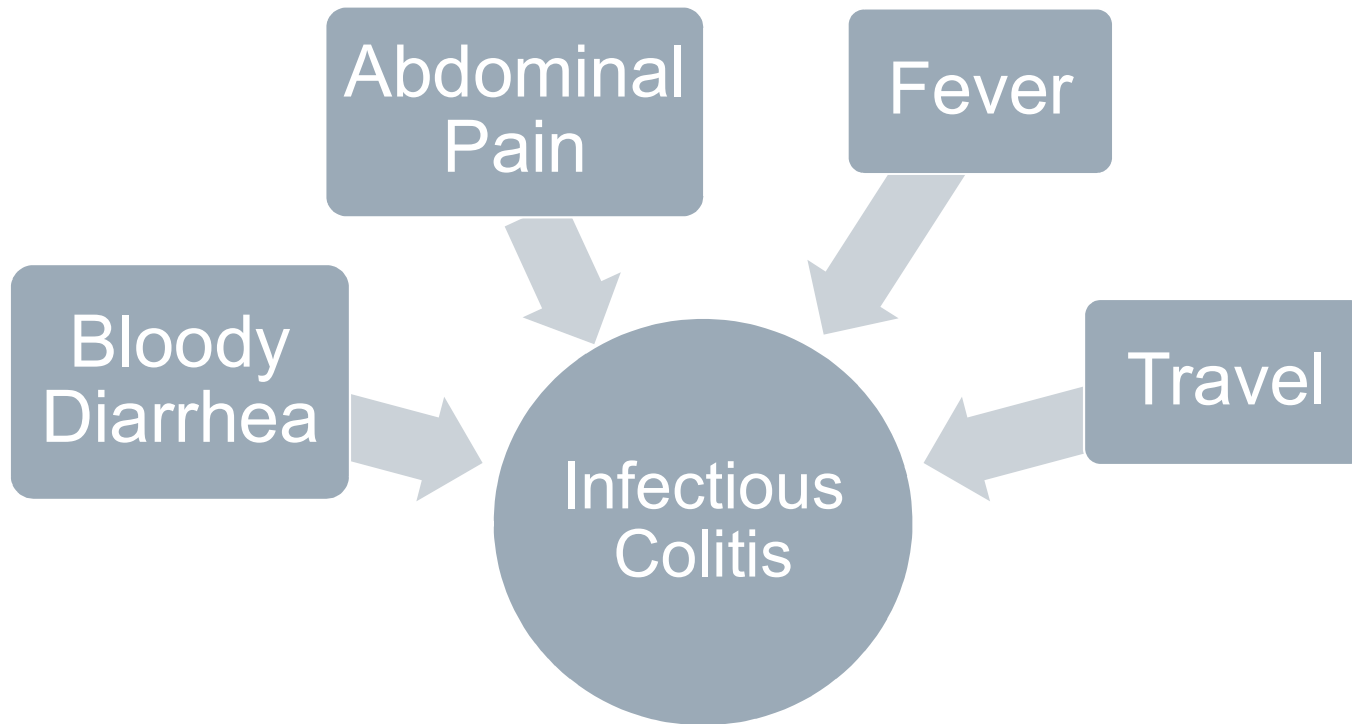 Abdominal
Pain
Fever
Bloody
Diarrhea
Travel
Infectious
Colitis